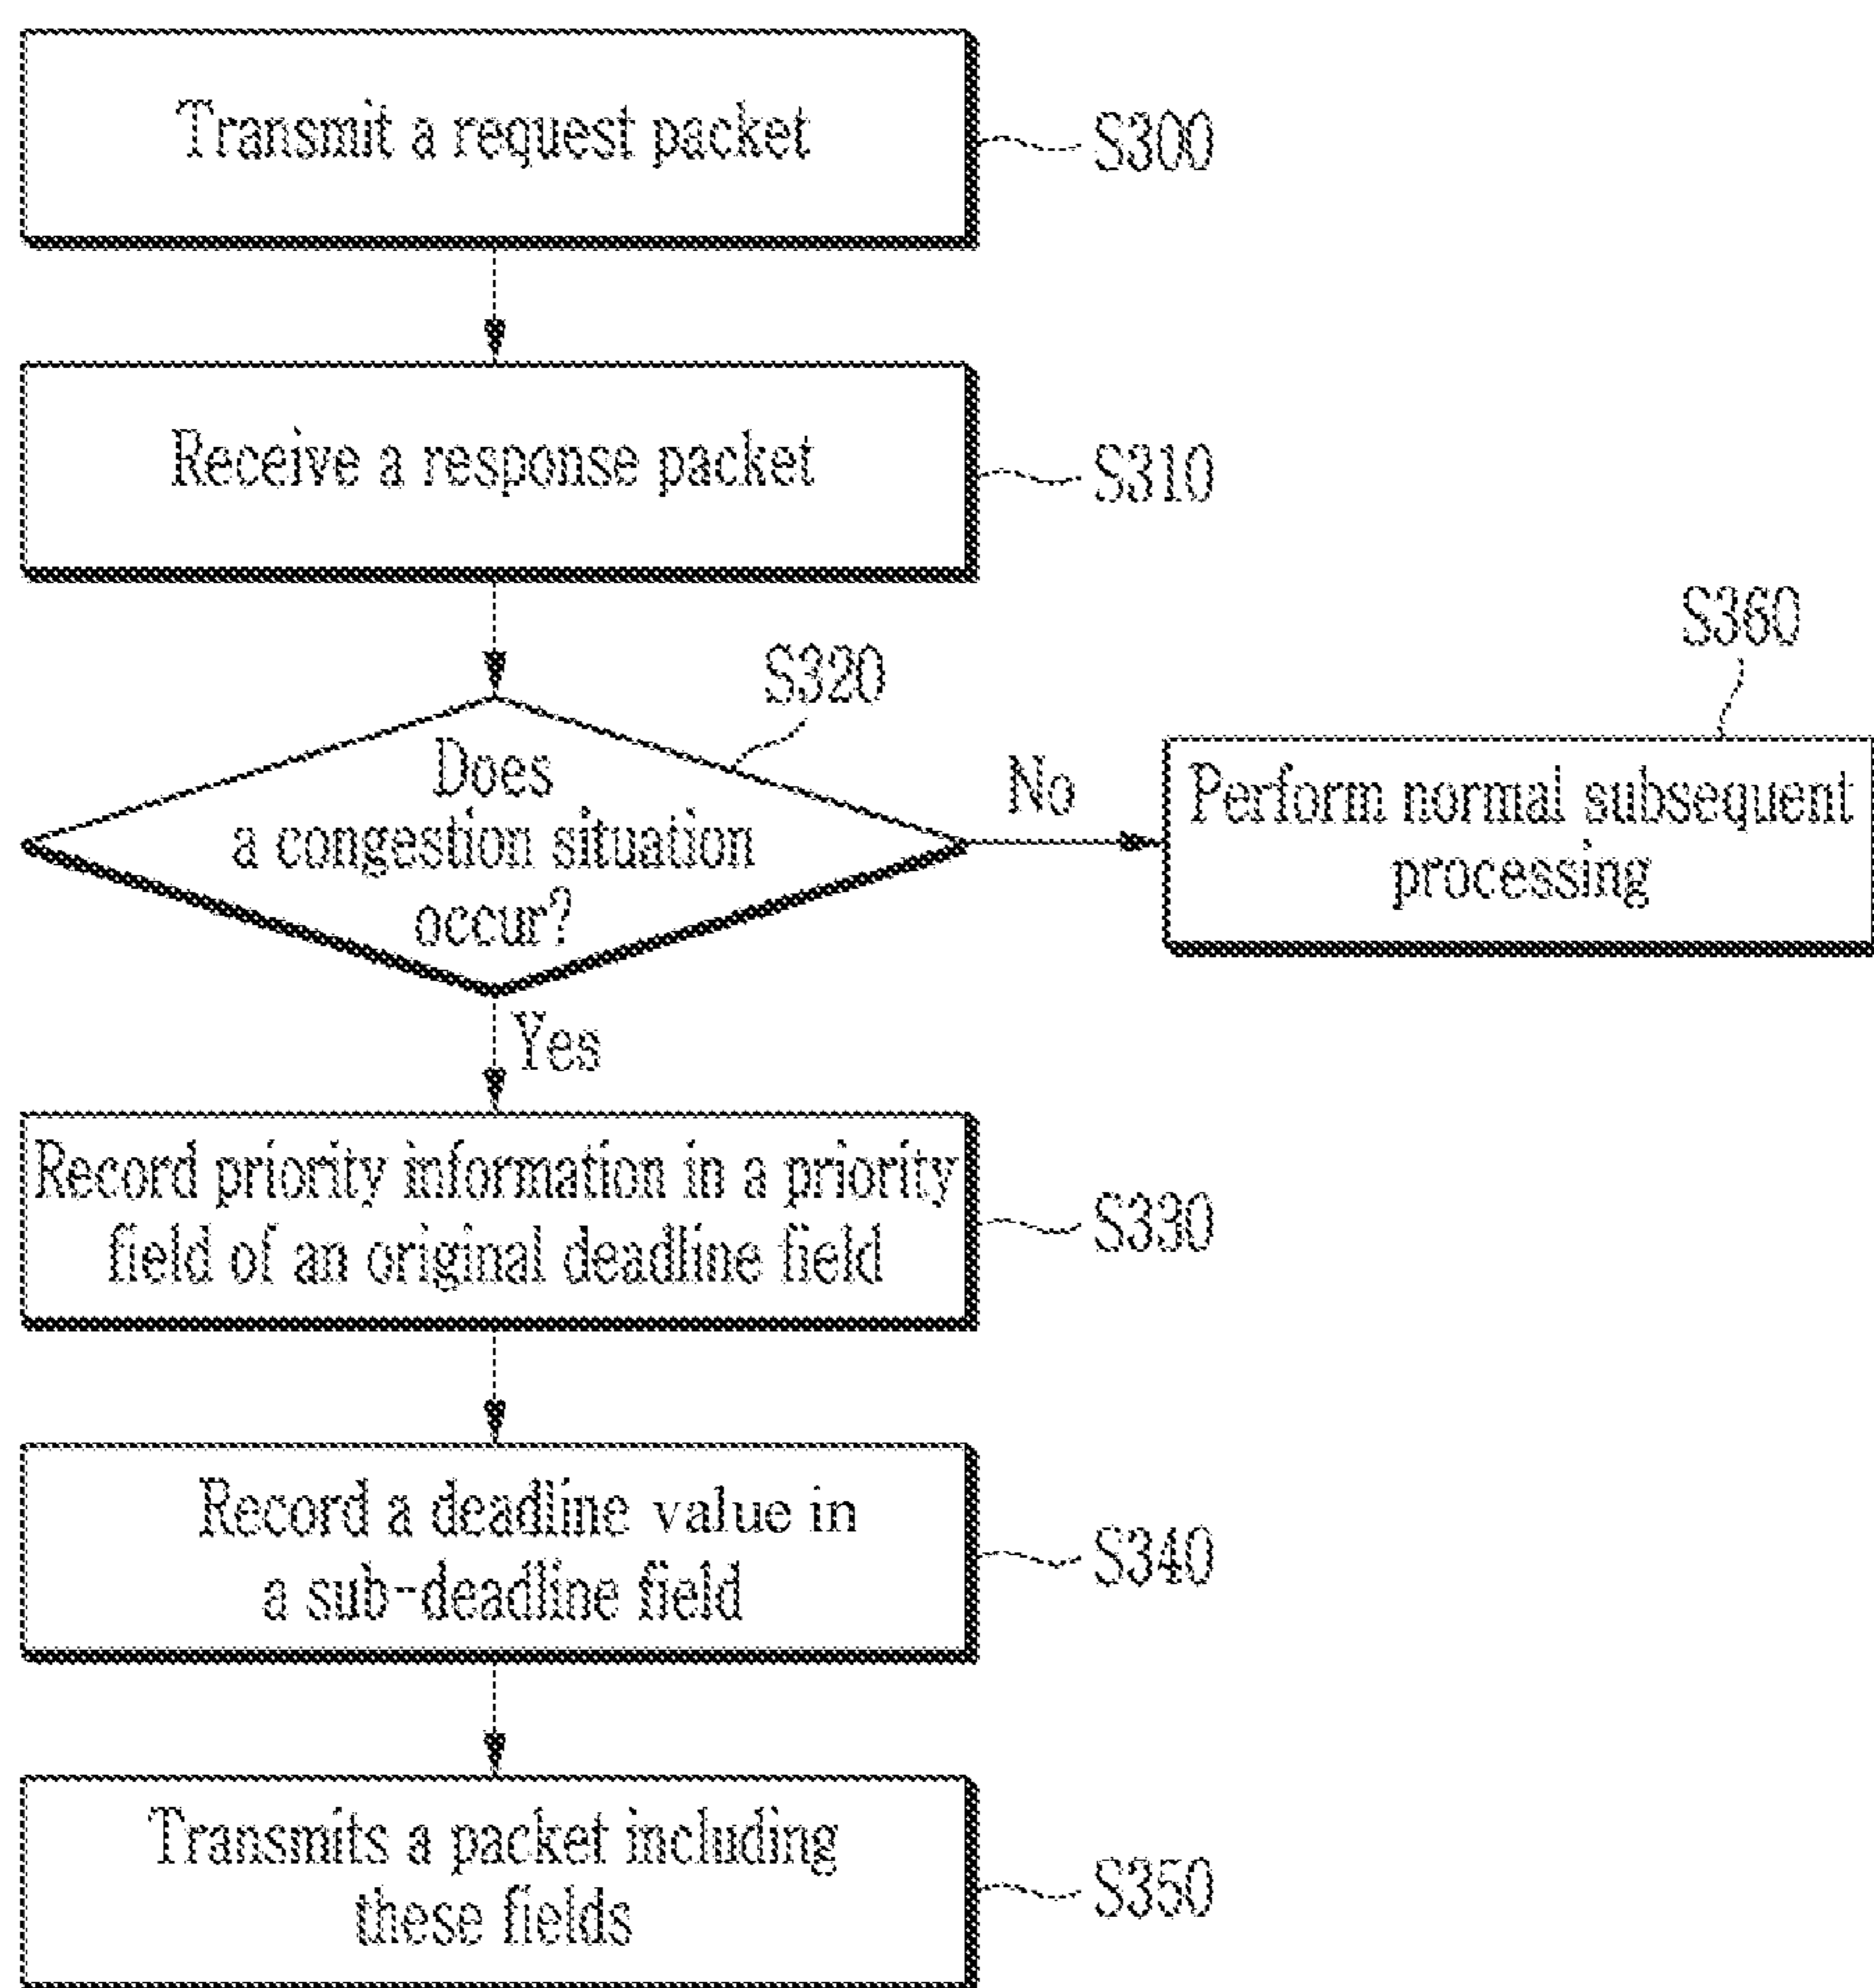 Transmit a request packet
S300
Receive a response packet
S310
S320
Does
a congestion situation
occur?
No
S360
Perform normal subsequent
processing
Yes
Record priority information in a priority
field of an original deadline field
S330
Record a deadline value in
a sub-deadline field
S340
Transmits a packet including
these fields
S350